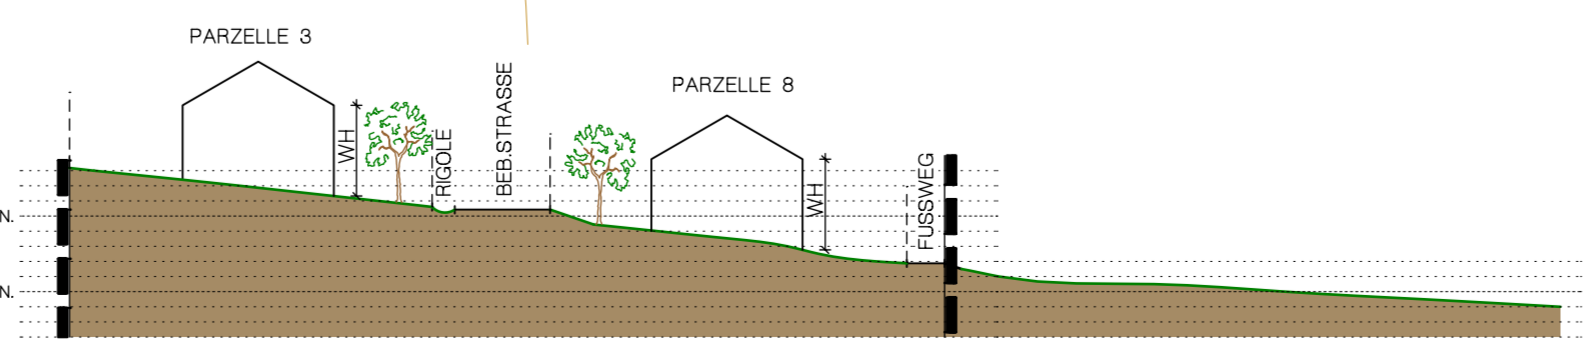 PARZELLE 3
PARZELLE 8
WH
RIGOLE
BEB.STRASSE
WH
FUSSWEG
N.
N.